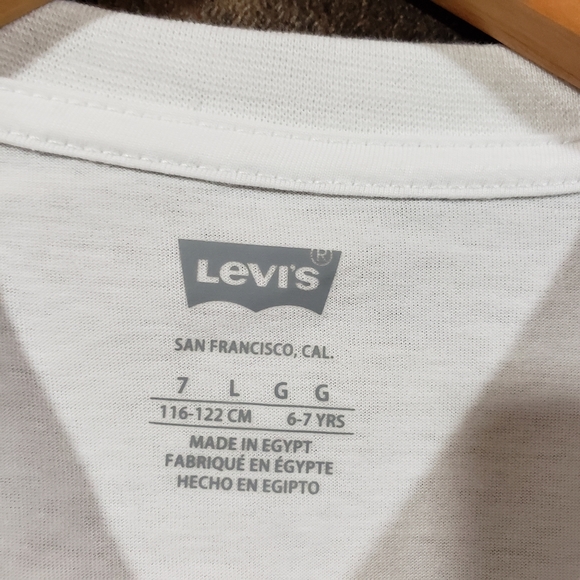 Levi's ®
SAN FRANCISCO, CAL.
7 L G G
116-122 CM 6-7 YRS
MADE IN EGYPT
FABRIQUÉ EN ÉGYPTE
HECHO EN EGIPTO